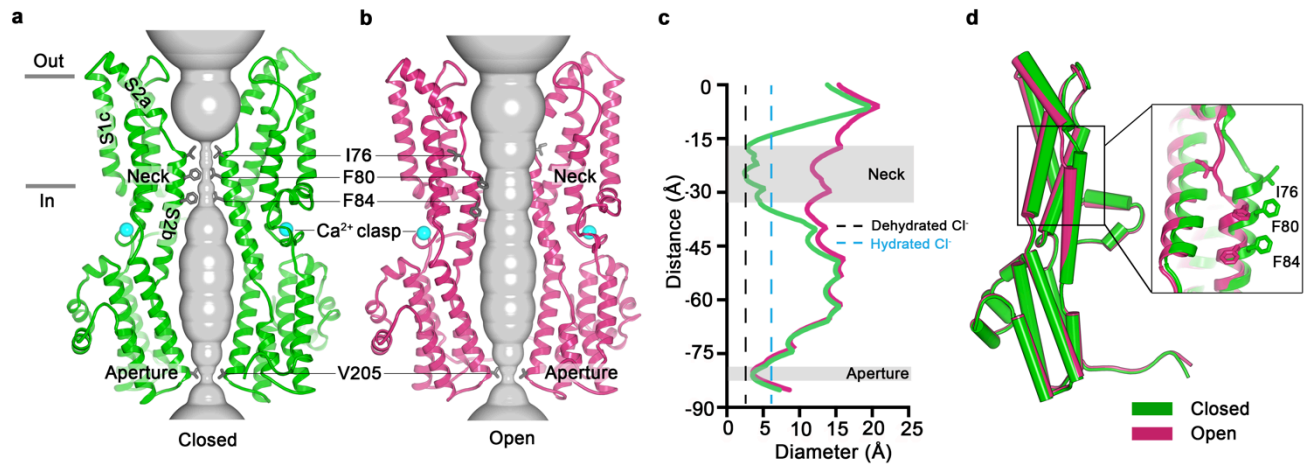 a
Out
In
S1c
S2a
Neck
S2b
Aperture
Closed
I76
F80
F84
Ca²⁺ clasp
V205
b
Neck
Aperture
Open
c
0
-15
-30
-45
-60
-75
-90
Distance (Å)
Neck
Dehydrated Cl⁻
Hydrated Cl⁻
Aperture
0 5 10 15 20 25
Diameter (Å)
d
I76
F80
F84
Closed
Open